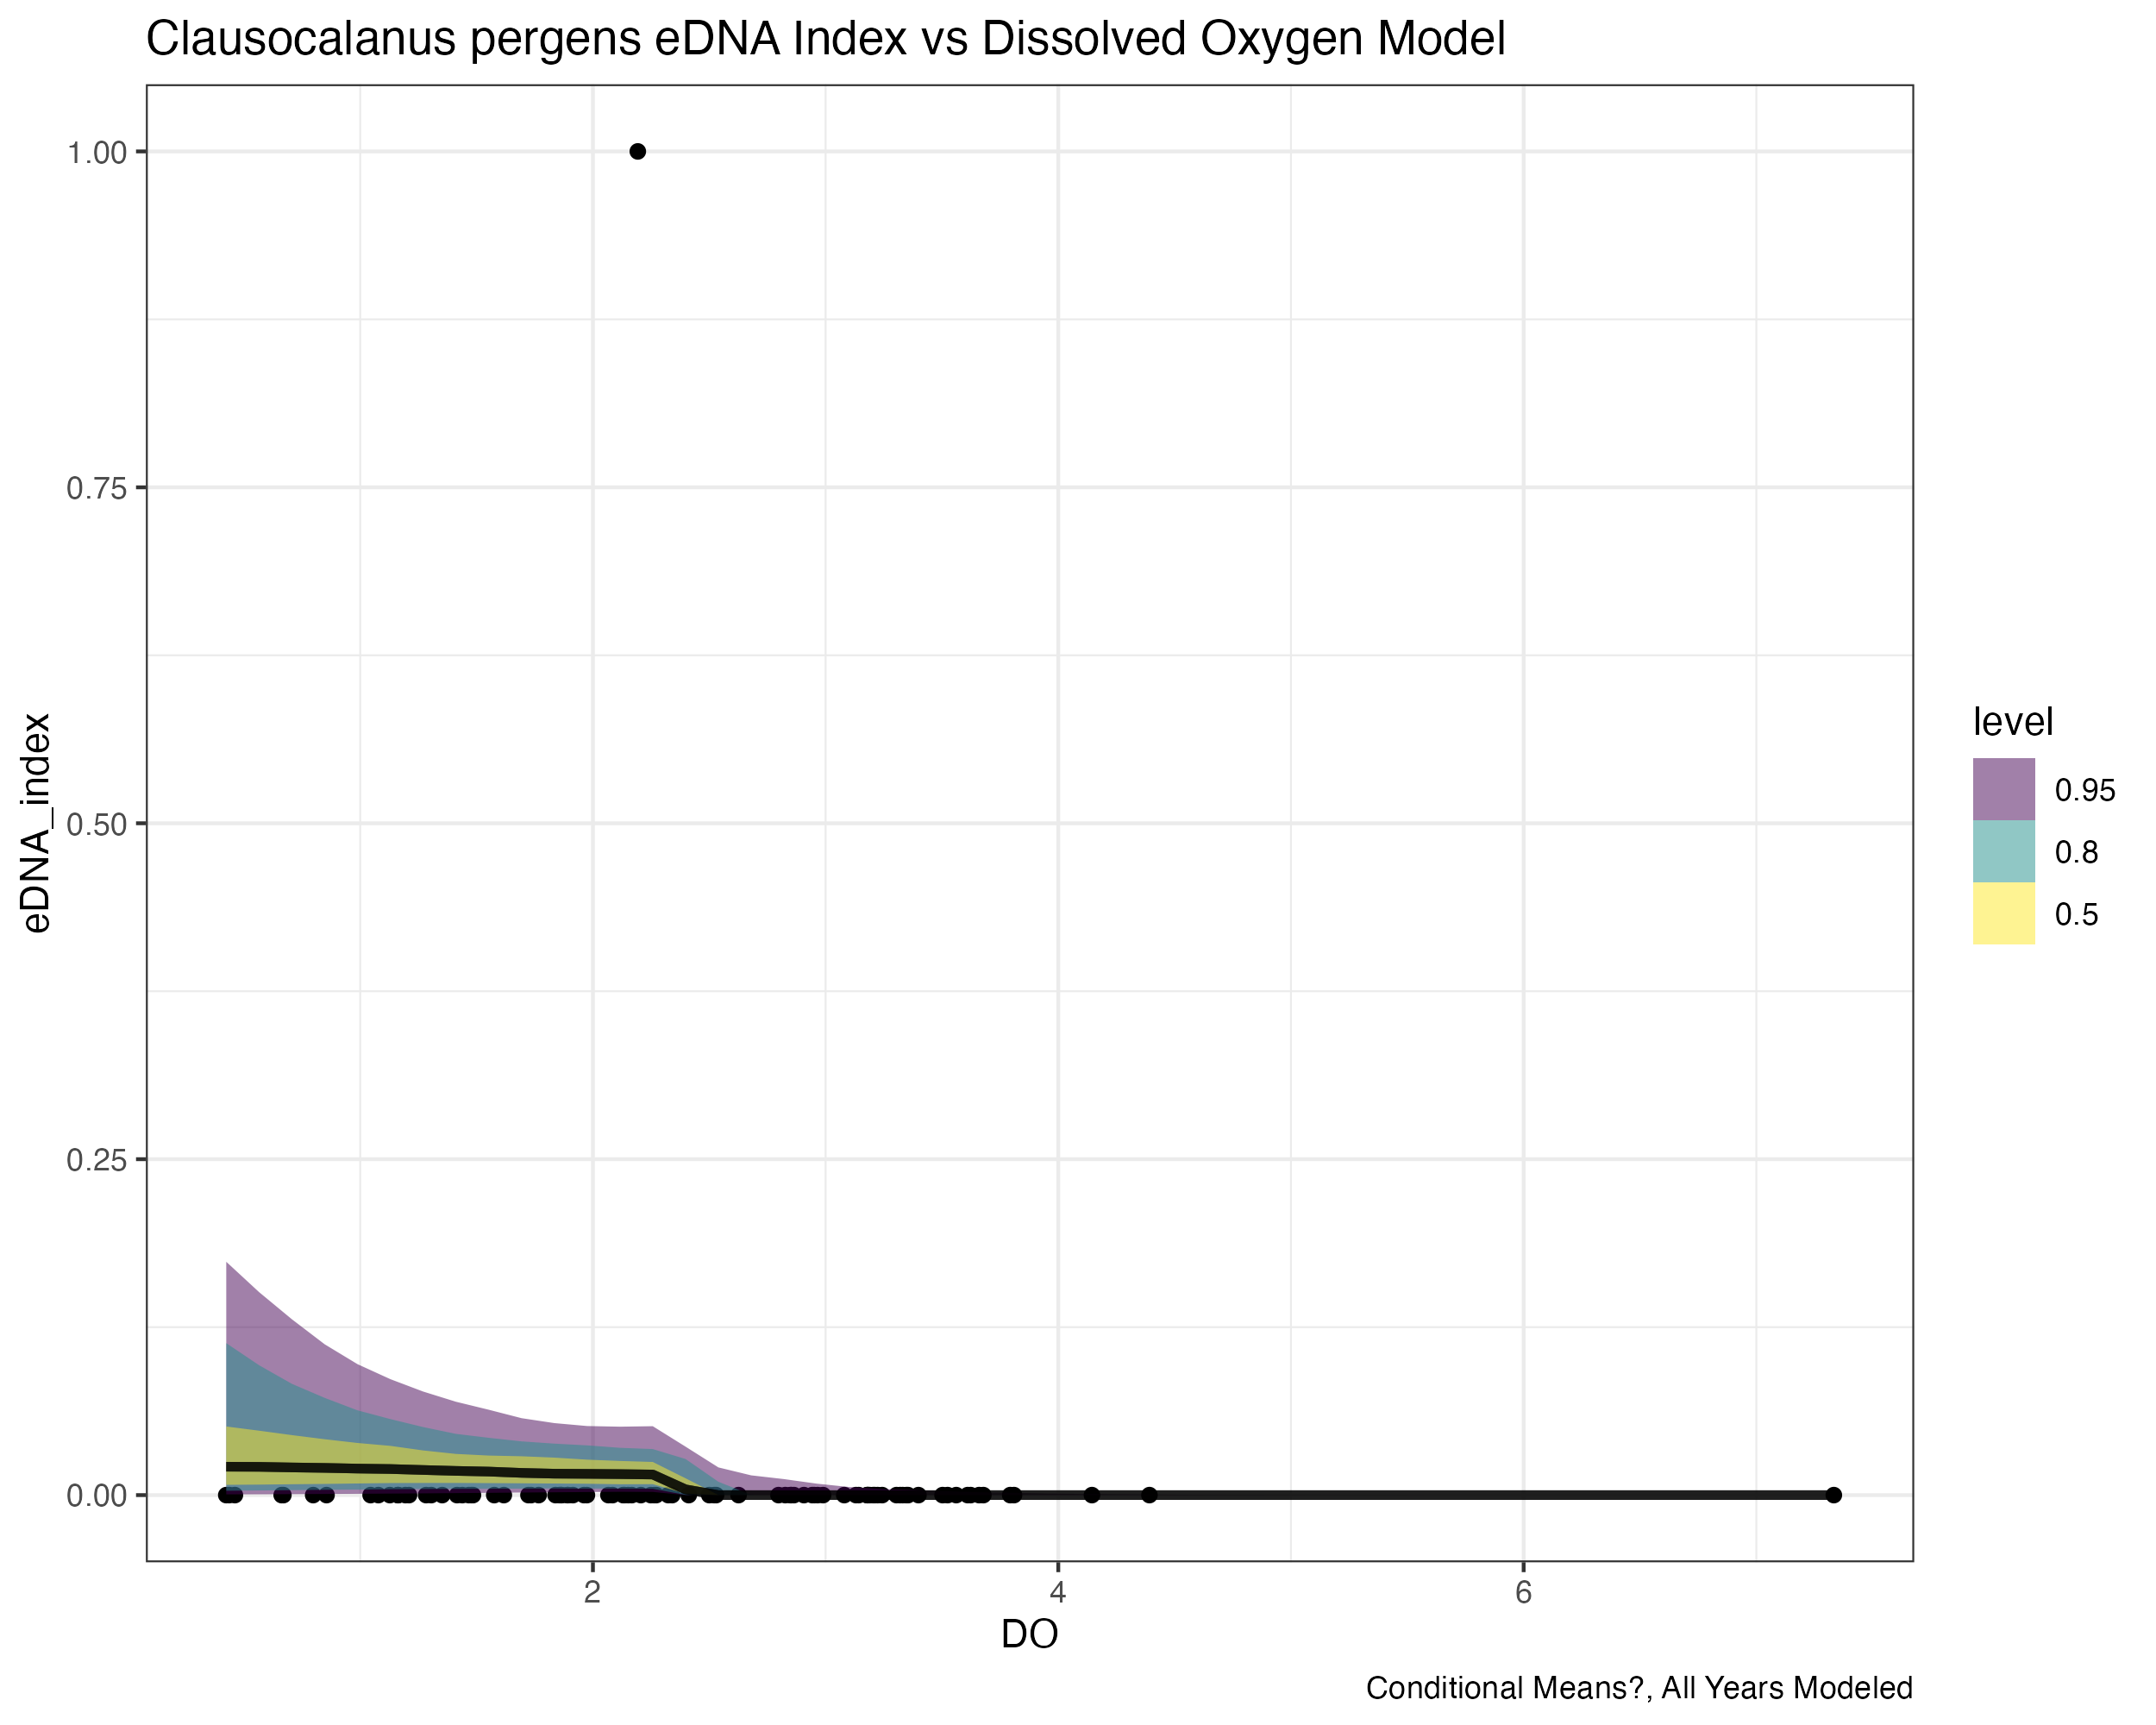 Clausocalanus pergens eDNA Index vs Dissolved Oxygen Model
1.00
0.75
0.50
0.25
0.00
eDNA_index
2
4
6
DO
level
0.95
0.8
0.5
Conditional Means?, All Years Modeled